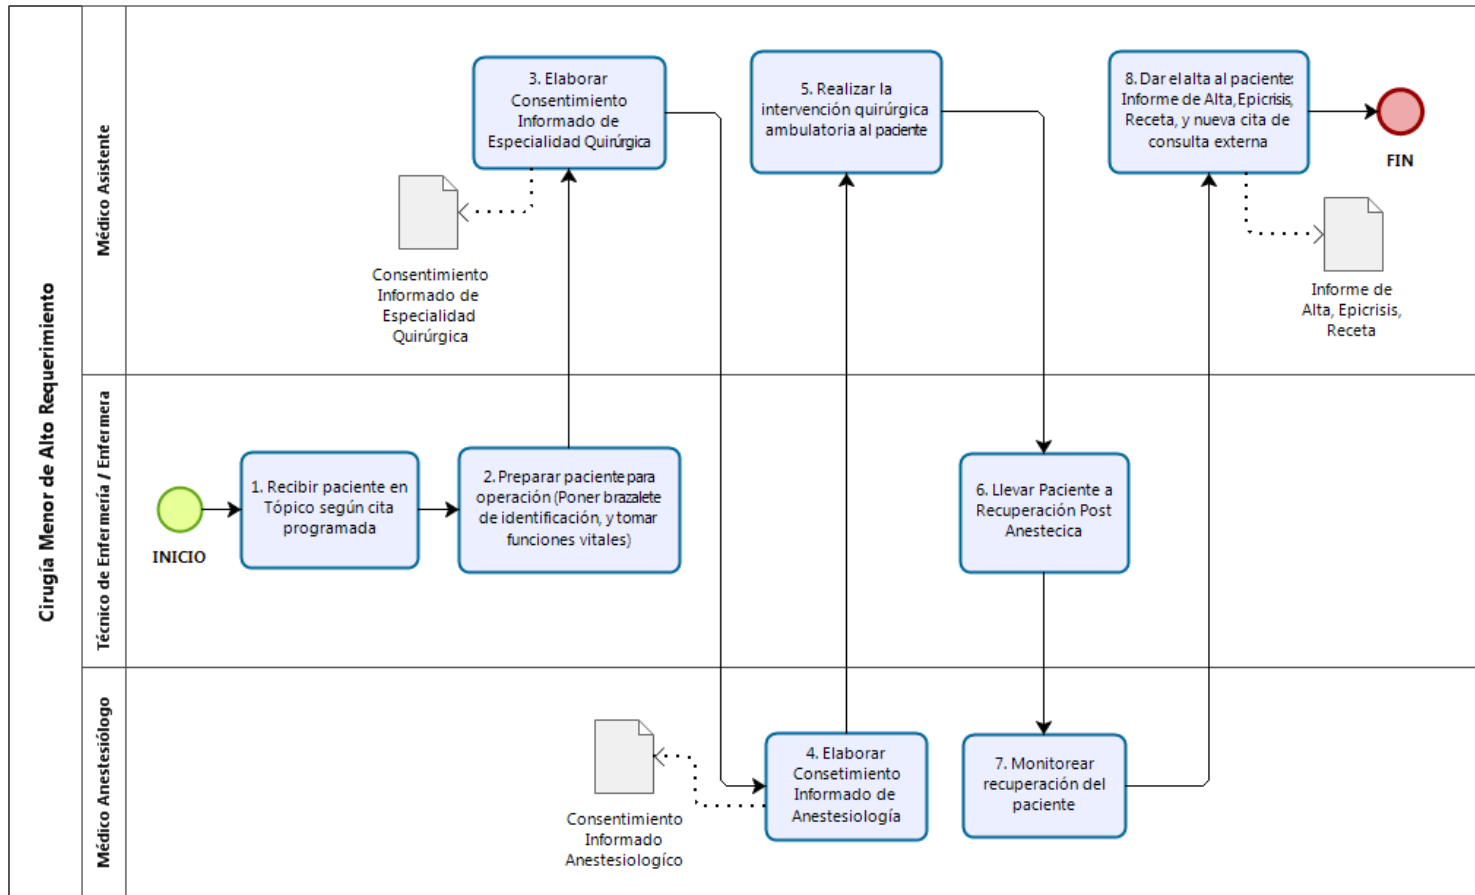 Cirugía Menor de Alto Requerimiento
Médico Asistente
3. Elaborar
Consentimiento
Informado de
Especialidad Quirúrgica
Consentimiento
Informado de
Especialidad
Quirúrgica
5. Realizar la
intervención quirúrgica
ambulatoria al paciente
8. Dar el alta al paciente:
Informe de Alta, Epicrisis,
Receta, y nueva cita de
consulta externa
FIN
Informe de
Alta, Epicrisis,
Receta
Técnico de Enfermería / Enfermera
INICIO
1. Recibir paciente en
Tópico según cita
programada
2. Preparar paciente para
operación (Poner brazalete
de identificación, y tomar
funciones vitales)
6. Llevar Paciente a
Recuperación Post
Anestecica
Médico Anestesiólogo
Consentimiento
Informado
Anestesiologíco
4. Elaborar
Consetimiento
Informado de
Anestesiología
7. Monitorear
recuperación del
paciente